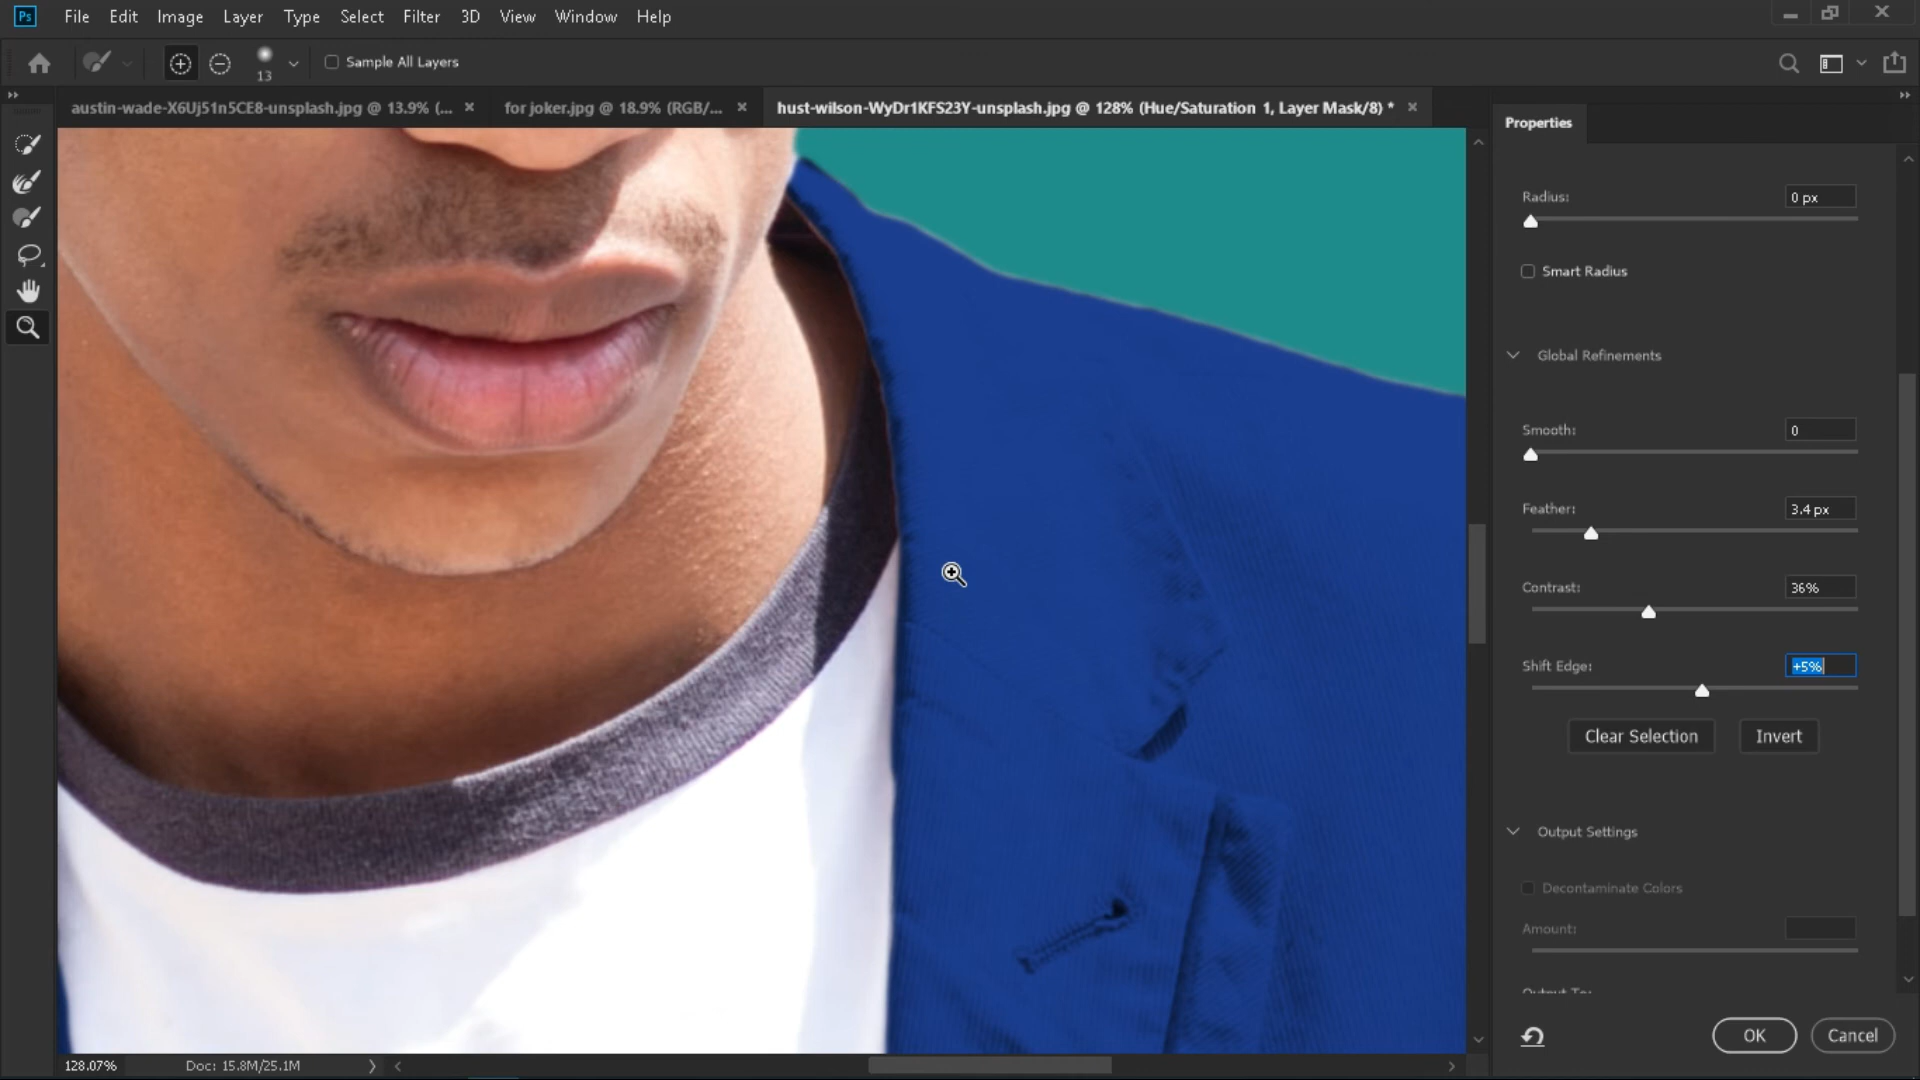 Ps File Edit Image Layer Type Select Filter 3D View Window Help
13 Sample All Layers
austin-wade-X6Uj51n5CE8-unsplash.jpg @ 13.9% (... for joker.jpg @ 18.9% (RGB/... hust-wilson-WyDr1KFS23Y-unsplash.jpg @ 128% (Hue/Saturation 1, Layer Mask/8) *
Properties
Radius: 0 px
Smart Radius
Global Refinements
Smooth: 0
Feather: 3.4 px
Contrast: 36%
Shift Edge: +5%
Clear Selection Invert
Output Settings
Decontaminate Colors
Amount:
Output To:
OK Cancel
128.07% Doc: 15.8M/25.1M